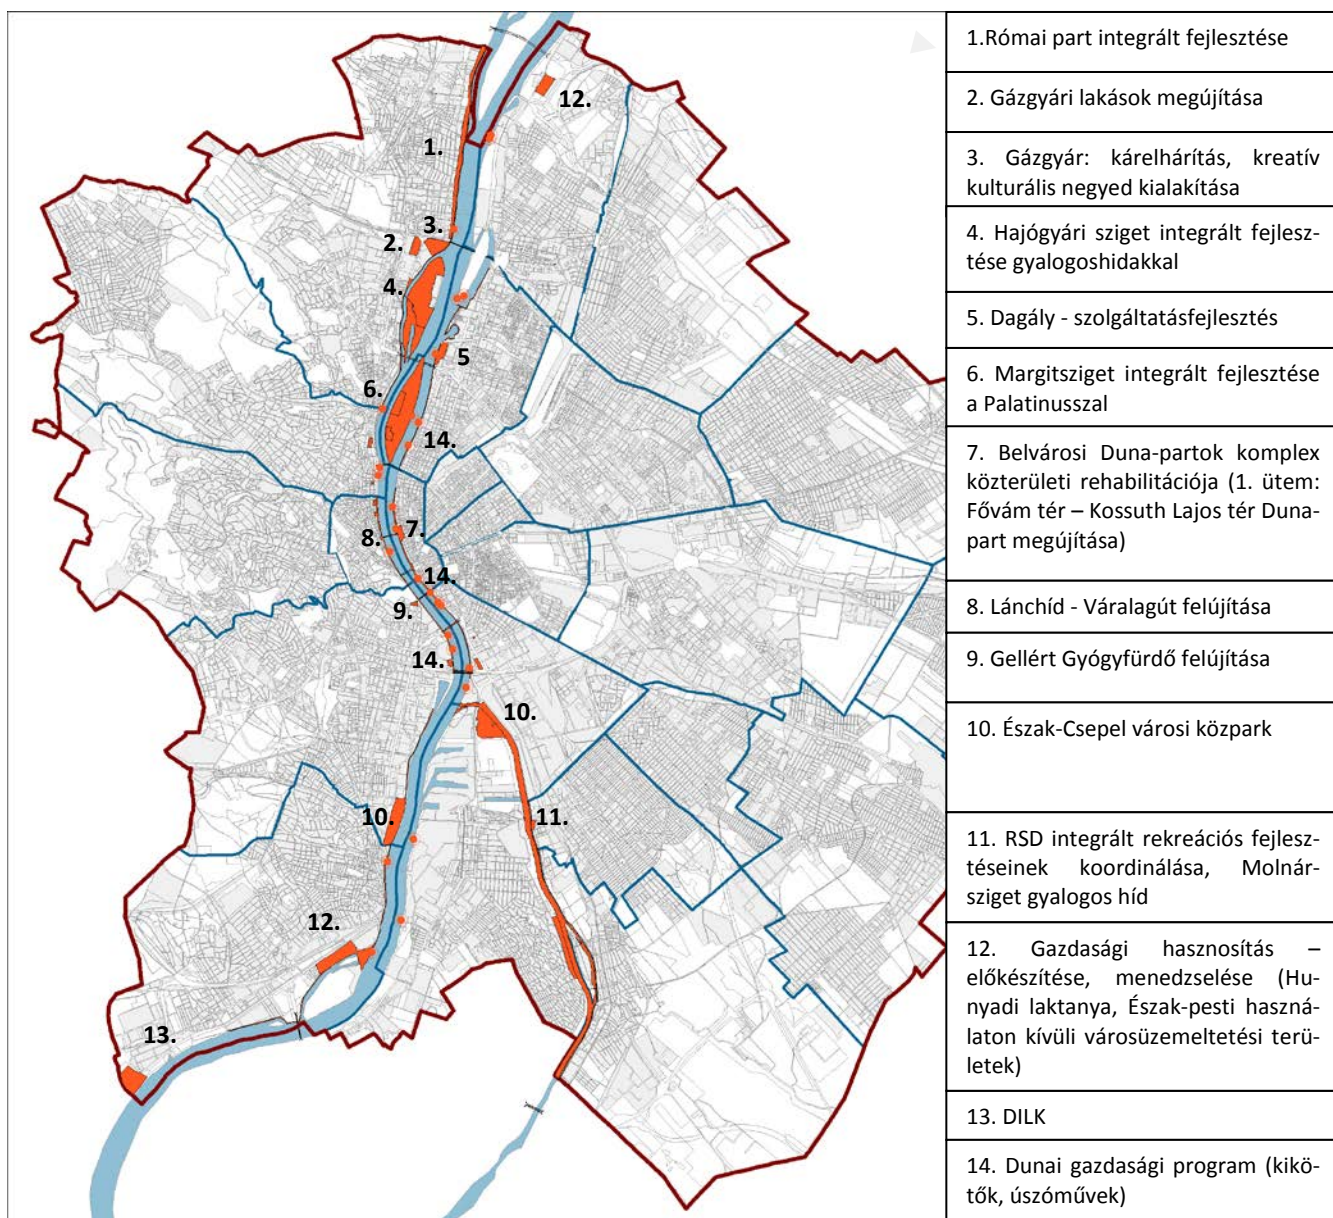 12.
1.
3.
2.
4.
5
6.
14.
7.
8.
14.
9.
14.
10.
10.
11.
12.
13.
1.Római part integrált fejlesztése
2. Gázgyári lakások megújítása
3. Gázgyár: kárelhárítás, kreatív
kulturális negyed kialakítása
4. Hajógyári sziget integrált fejlesz-
tése gyalogoshidakkal
5. Dagály - szolgáltatásfejlesztés
6. Margitsziget integrált fejlesztése
a Palatinusszal
7. Belvárosi Duna-partok komplex
közterületi rehabilitációja (1. ütem:
Fővám tér – Kossuth Lajos tér Duna-
part megújítása)
8. Lánchíd - Váralagút felújítása
9. Gellért Gyógyfürdő felújítása
10. Észak-Csepel városi közpark
11. RSD integrált rekreációs fejlesz-
téseinek koordinálása, Molnár-
sziget gyalogos híd
12. Gazdasági hasznosítás –
előkészítése, menedzselése (Hu-
nyadi laktanya, Észak-pesti haszná-
laton kívüli városüzemeltetési terü-
letek)
13. DILK
14. Dunai gazdasági program (kikö-
tők, úszóművek)